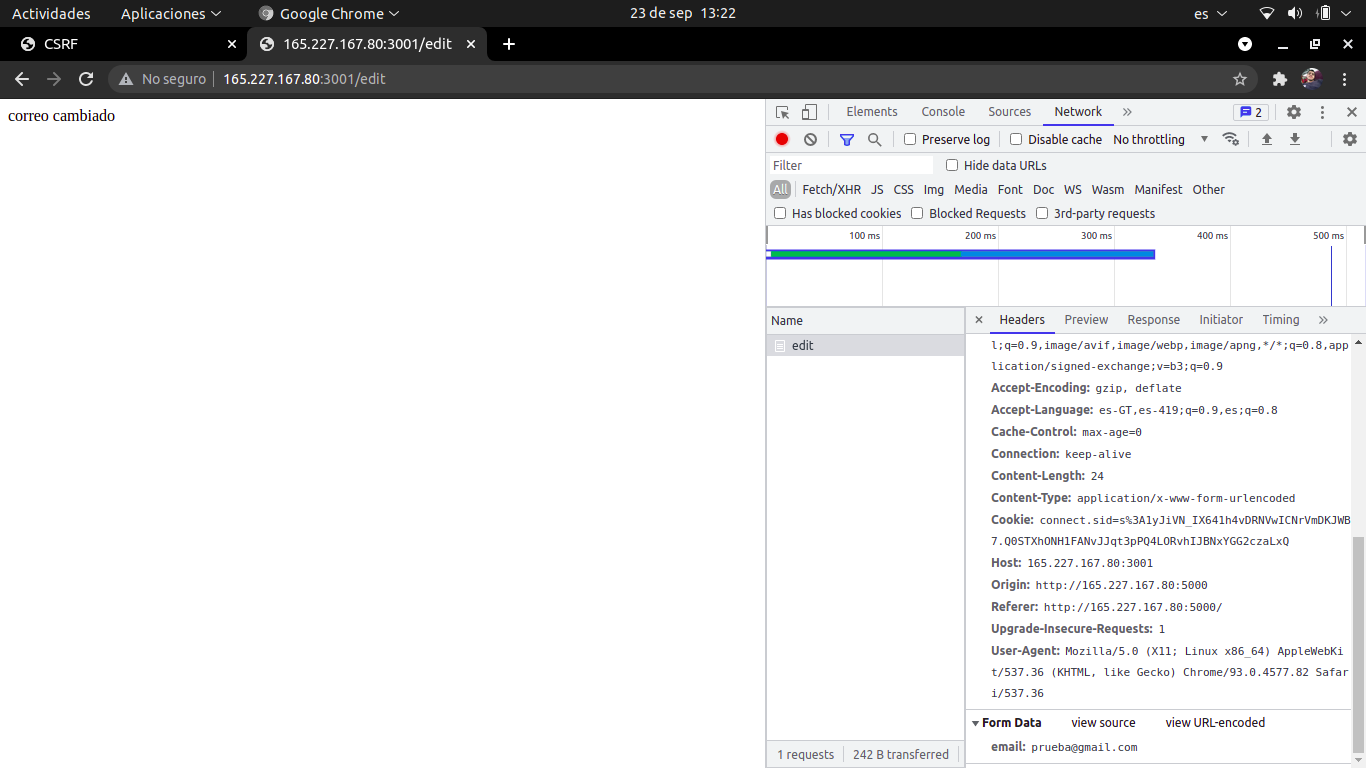 Actividades Aplicaciones Google Chrome 23 de sep 13:22 es
CSRF 165.227.167.80:3001/edit
No seguro 165.227.167.80:3001/edit
correo cambiado
Elements Console Sources Network 2
Preserve log Disable cache No throttling
Filter Hide data URLs
All Fetch/XHR JS CSS Img Media Font Doc WS Wasm Manifest Other
Has blocked cookies Blocked Requests 3rd-party requests
100 ms 200 ms 300 ms 400 ms 500 ms
Name
edit
Headers Preview Response Initiator Timing
l;q=0.9,image/avif,image/webp,image/apng,*/*;q=0.8,app
lication/signed-exchange;v=b3;q=0.9
Accept-Encoding: gzip, deflate
Accept-Language: es-GT,es-419;q=0.9,es;q=0.8
Cache-Control: max-age=0
Connection: keep-alive
Content-Length: 24
Content-Type: application/x-www-form-urlencoded
Cookie: connect.sid=s%3A1yJiVN_IX641h4vDRNVwICNrVmDKJWB
7.Q0STXhONH1FANvJJqt3pPQ4LORvhIJBNxYGG2czaLxQ
Host: 165.227.167.80:3001
Origin: http://165.227.167.80:5000
Referer: http://165.227.167.80:5000/
Upgrade-Insecure-Requests: 1
User-Agent: Mozilla/5.0 (X11; Linux x86_64) AppleWebKi
t/537.36 (KHTML, like Gecko) Chrome/93.0.4577.82 Safar
i/537.36
Form Data view source view URL-encoded
email: prueba@gmail.com
1 requests 242 B transferred